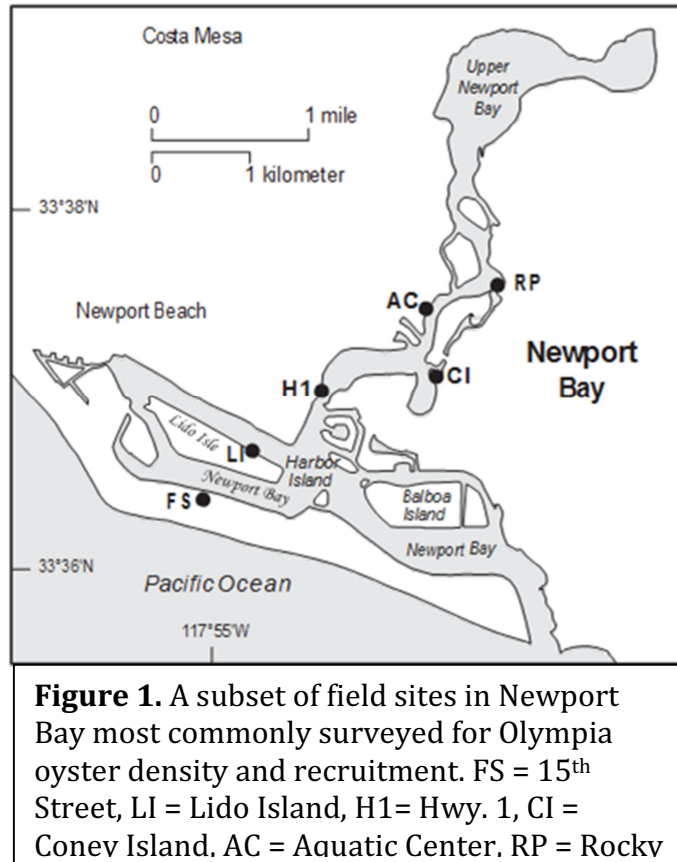 Costa Mesa
Upper
Newport
Bay
0 1 mile
0 1 kilometer
33°38'N
RP
AC
Newport Beach
Newport
Bay
CI
H1
Lido Isle
LI
Harbor
Island
Newport Bay
FS
Balboa
Island
Newport Bay
33°36'N
Pacific Ocean
117°55'W
Figure 1. A subset of field sites in Newport
Bay most commonly surveyed for Olympia
oyster density and recruitment. FS = 15th
Street, LI = Lido Island, H1= Hwy. 1, CI =
Coney Island, AC = Aquatic Center, RP = Rocky